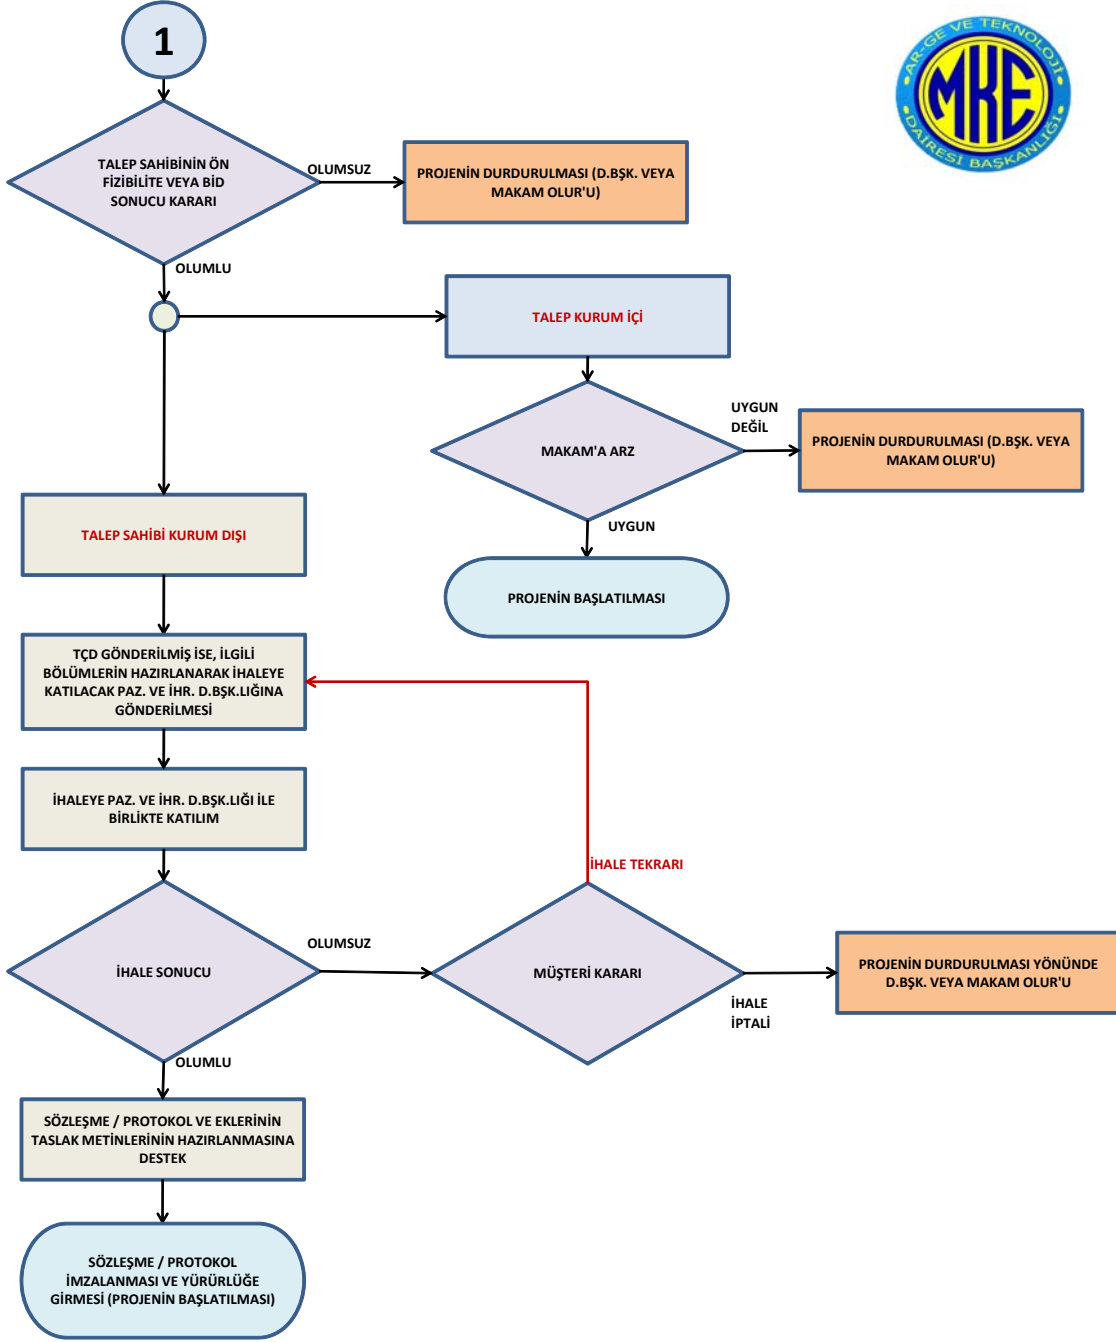 1
AR-GE VE TEKNOLOJİ
MKE
DAİRESİ BAŞKANLIĞI
TALEP SAHİBİNİN ÖN
FİZİBİLİTE VEYA BİD
SONUCU KARARI
OLUMSUZ
PROJENİN DURDURULMASI (D.BŞK. VEYA
MAKAM OLUR'U)
OLUMLU
TALEP KURUM İÇİ
MAKAM'A ARZ
UYGUN
DEĞİL
PROJENİN DURDURULMASI (D.BŞK. VEYA
MAKAM OLUR'U)
UYGUN
PROJENİN BAŞLATILMASI
TALEP SAHİBİ KURUM DIŞI
TÇD GÖNDERİLMİŞ İSE, İLGİLİ
BÖLÜMLERİN HAZIRLANARAK İHALEYE
KATILACAK PAZ. VE İHR. D.BŞK.LIĞINA
GÖNDERİLMESİ
İHALEYE PAZ. VE İHR. D.BŞK.LIĞI İLE
BİRLİKTE KATILIM
İHALE TEKRARI
İHALE SONUCU
OLUMSUZ
MÜŞTERİ KARARI
İHALE
İPTALİ
PROJENİN DURDURULMASI YÖNÜNDE
D.BŞK. VEYA MAKAM OLUR'U
OLUMLU
SÖZLEŞME / PROTOKOL VE EKLERİNİN
TASLAK METİNLERİNİN HAZIRLANMASINA
DESTEK
SÖZLEŞME / PROTOKOL
İMZALANMASI VE YÜRÜRLÜĞE
GİRMESİ (PROJENİN BAŞLATILMASI)